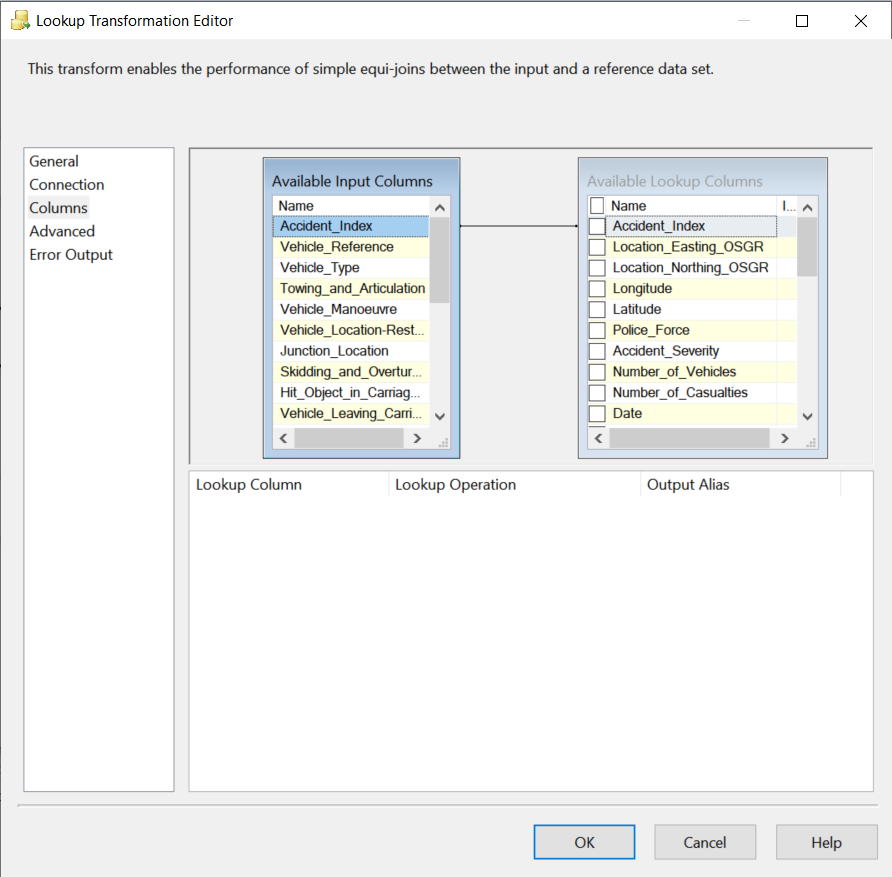 Lookup Transformation Editor
This transform enables the performance of simple equi-joins between the input and a reference data set.
General
Connection
Columns
Advanced
Error Output
Available Input Columns
Name
Accident_Index
Vehicle_Reference
Vehicle_Type
Towing_and_Articulation
Vehicle_Manoeuvre
Vehicle_Location-Rest...
Junction_Location
Skidding_and_Overtur...
Hit_Object_in_Carriag...
Vehicle_Leaving_Carri...
Available Lookup Columns
Name I...
Accident_Index
Location_Easting_OSGR
Location_Northing_OSGR
Longitude
Latitude
Police_Force
Accident_Severity
Number_of_Vehicles
Number_of_Casualties
Date
Lookup Column Lookup Operation Output Alias
OK Cancel Help